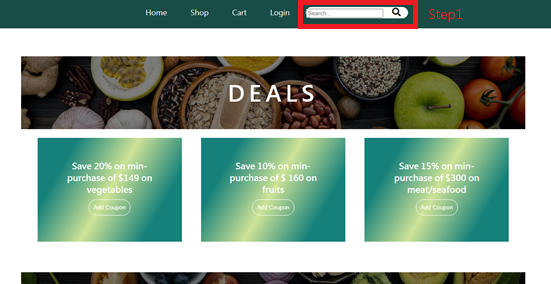 Home Shop Cart Login Search... Step1
DEALS
Save 20% on min-
purchase of $149 on
vegetables
Add Coupon
Save 10% on min-
purchase of $ 160 on
fruits
Add Coupon
Save 15% on min-
purchase of $300 on
meat/seafood
Add Coupon